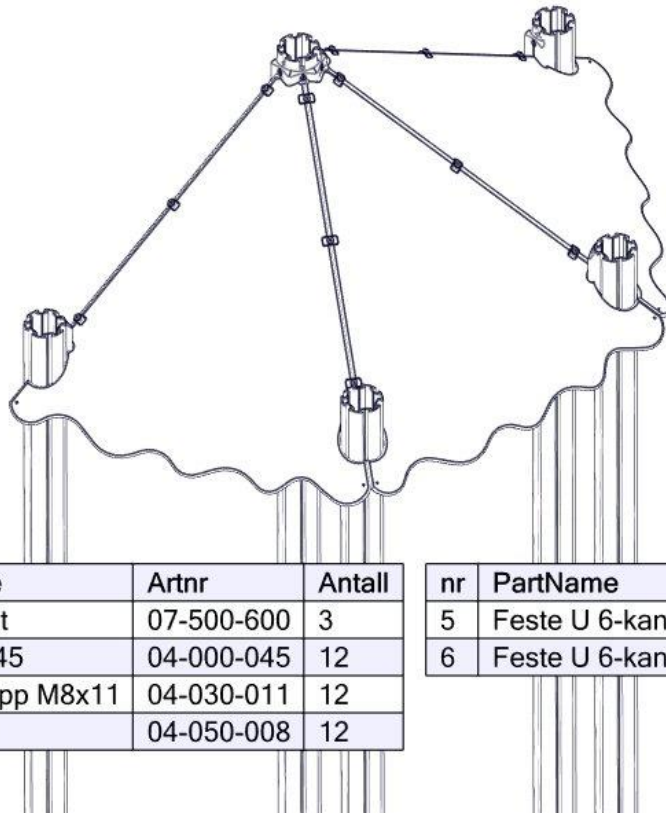 Artnr Antall
07-500-600 3
45 04-000-045 12
pp M8x11 04-030-011 12
04-050-008 12
nr PartName
5 Feste U 6-kan
6 Feste U 6-kan